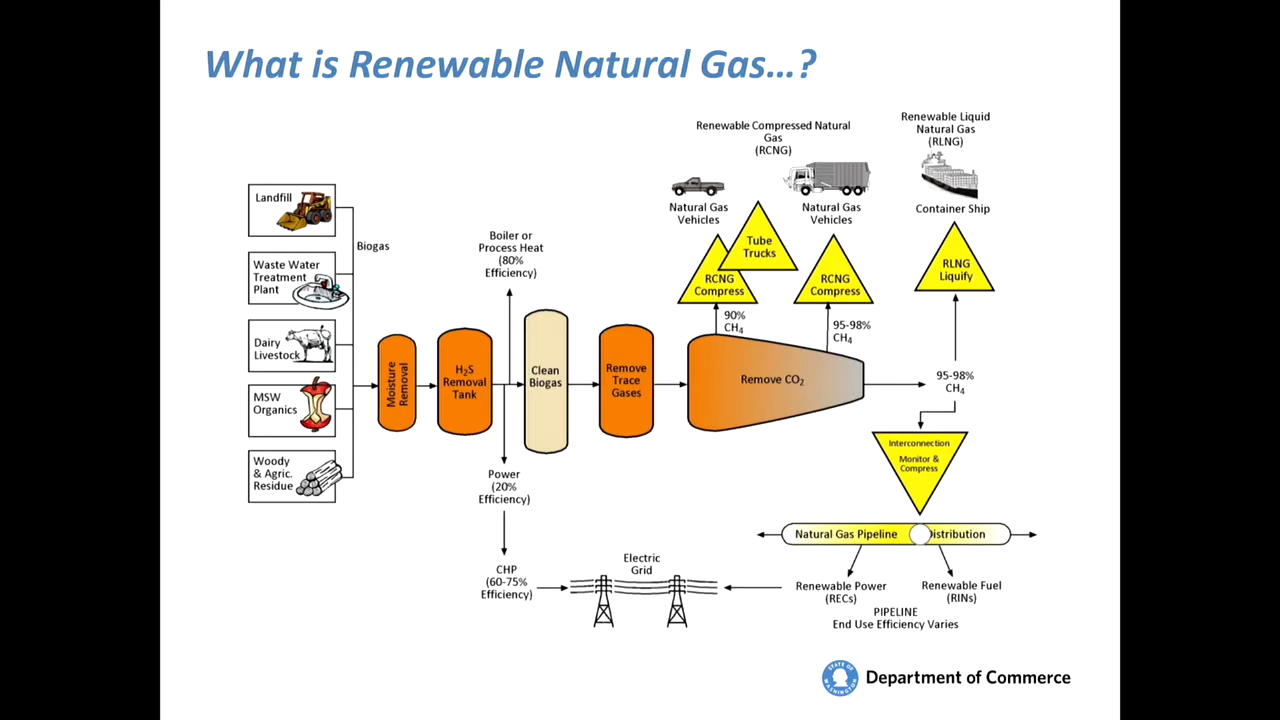 What is Renewable Natural Gas...?
Renewable Compressed Natural
Gas
(RCNG)
Renewable Liquid
Natural Gas
(RLNG)
Natural Gas
Vehicles
Natural Gas
Vehicles
Container Ship
Landfill
Biogas
Waste Water
Treatment
Plant
Dairy
Livestock
MSW
Organics
Woody
& Agric.
Residue
Boiler or
Process Heat
(80%
Efficiency)
Tube
Trucks
RCNG
Compress
RCNG
Compress
RLNG
Liquify
90%
CH₄
95-98%
CH₄
Moisture
Removal
H₂S
Removal
Tank
Clean
Biogas
Remove
Trace
Gases
Remove CO₂
95-98%
CH₄
Interconnection
Monitor &
Compress
Power
(20%
Efficiency)
CHP
(60-75%
Efficiency)
Electric
Grid
Natural Gas Pipeline
istribution
Renewable Power
(RECs)
Renewable Fuel
(RINs)
PIPELINE
End Use Efficiency Varies
STATE OF
WASHINGTON
Department of Commerce